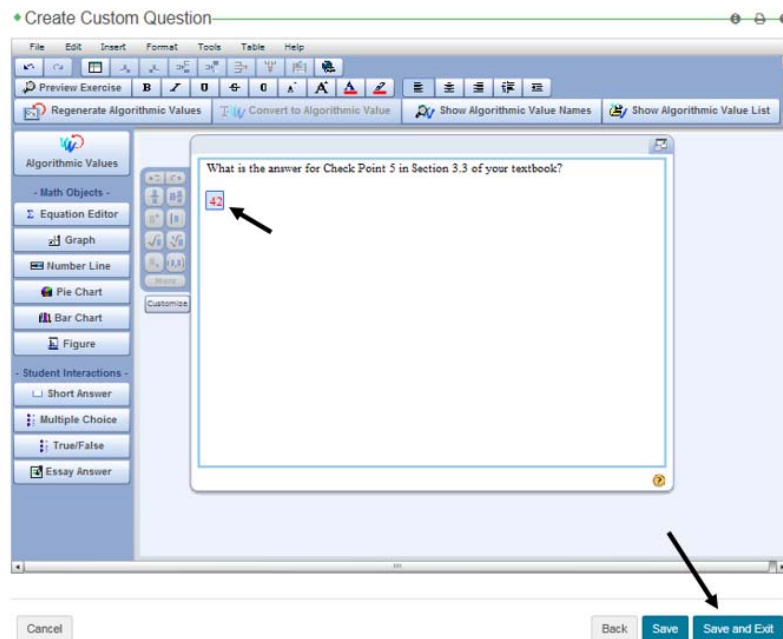 Create Custom Question
File Edit Insert Format Tools Table Help
Preview Exercise B I U
Regenerate Algorithmic Values Convert to Algorithmic Value Show Algorithmic Value Names Show Algorithmic Value List
Algorithmic Values
- Math Objects -
Σ Equation Editor
Graph
Number Line
Pie Chart
Bar Chart
Figure
- Student Interactions -
Short Answer
Multiple Choice
True/False
Essay Answer
More
Customize
What is the answer for Check Point 5 in Section 3.3 of your textbook?
42
Cancel Back Save Save and Exit